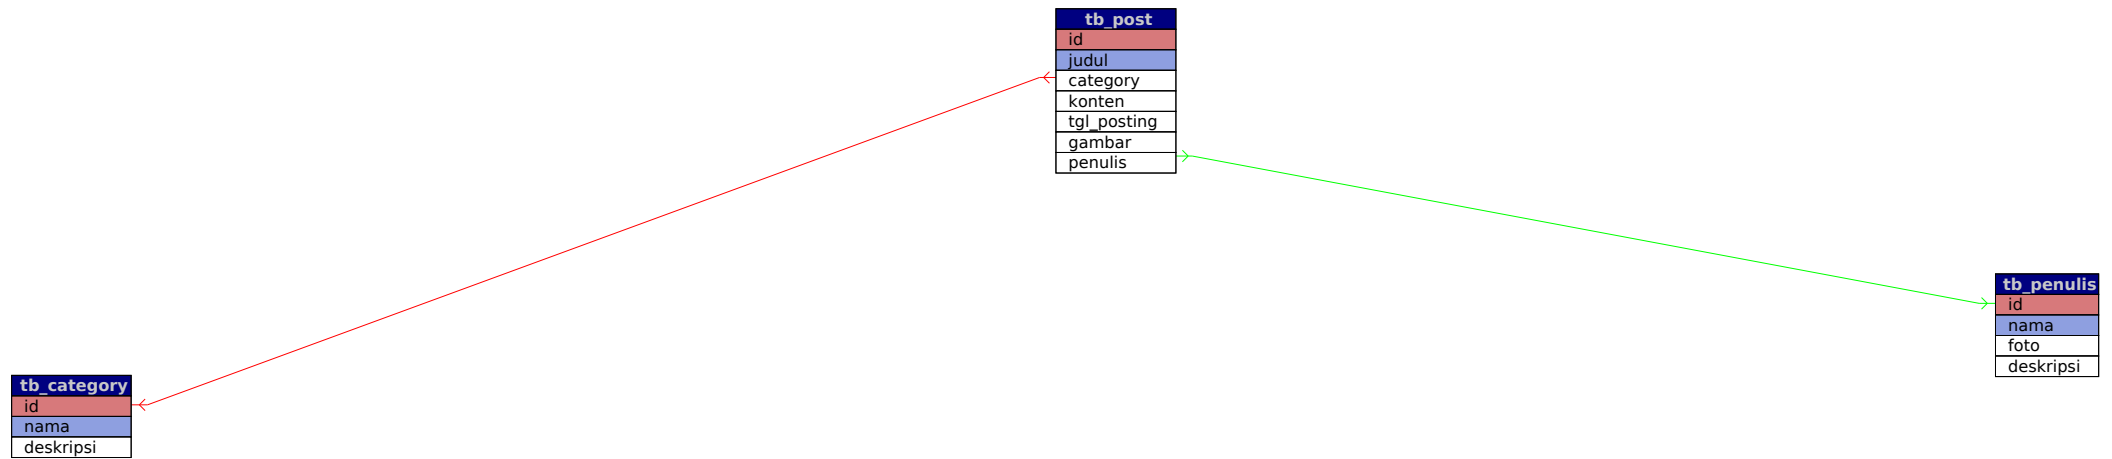 tb_post
id
judul
category
konten
tgl_posting
gambar
penulis
tb_penulis
id
nama
foto
deskripsi
tb_category
id
nama
deskripsi